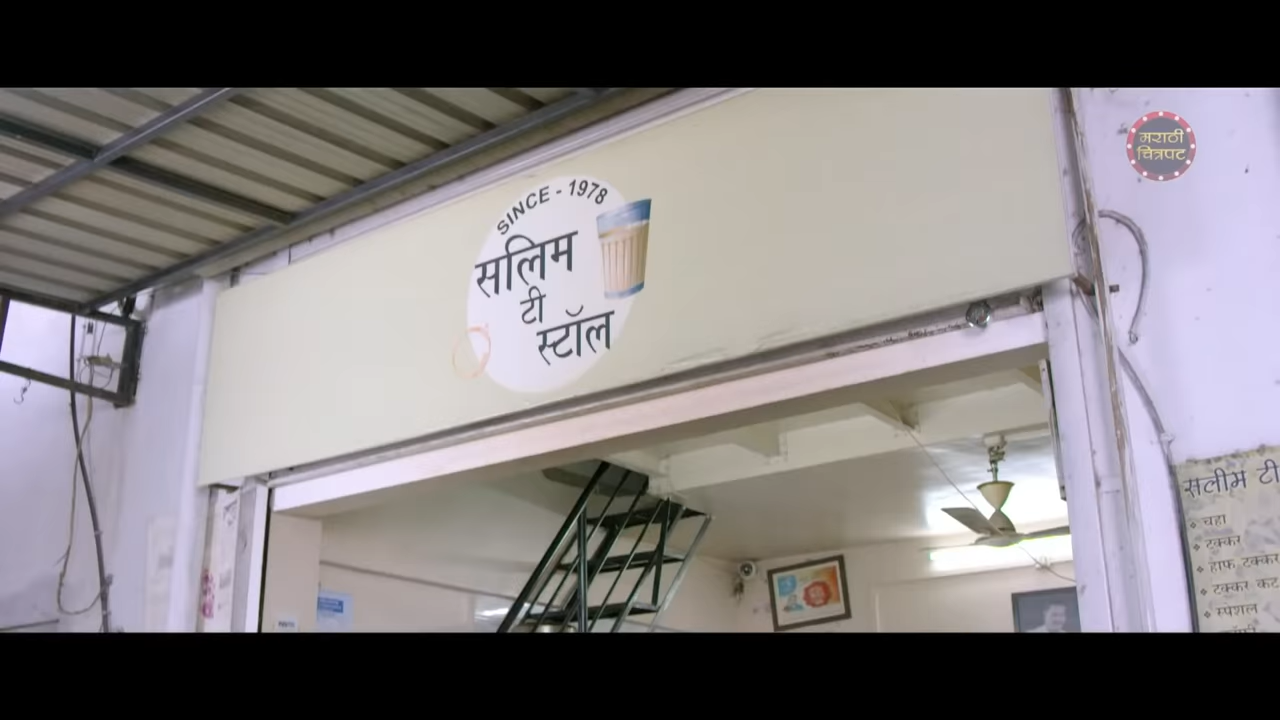 SINCE - 1978
सलिम
टी
स्टॉल
मराठी
चित्रपट
सलीम टी
चहा
टक्कर
हाफ टक्कर
टक्कर कट
स्पेशल